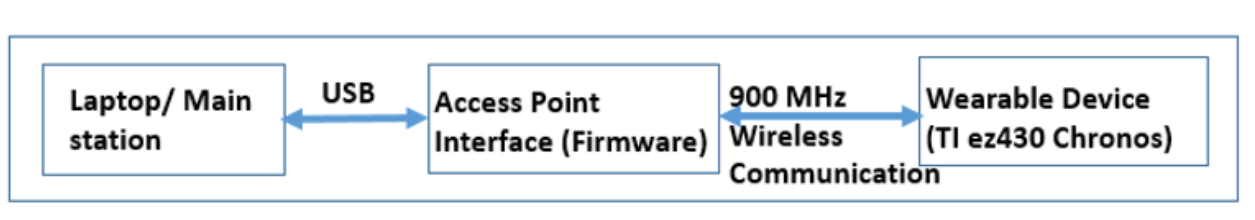 Laptop/ Main
station
USB
Access Point
Interface (Firmware)
900 MHz
Wireless
Communication
Wearable Device
(TI ez430 Chronos)